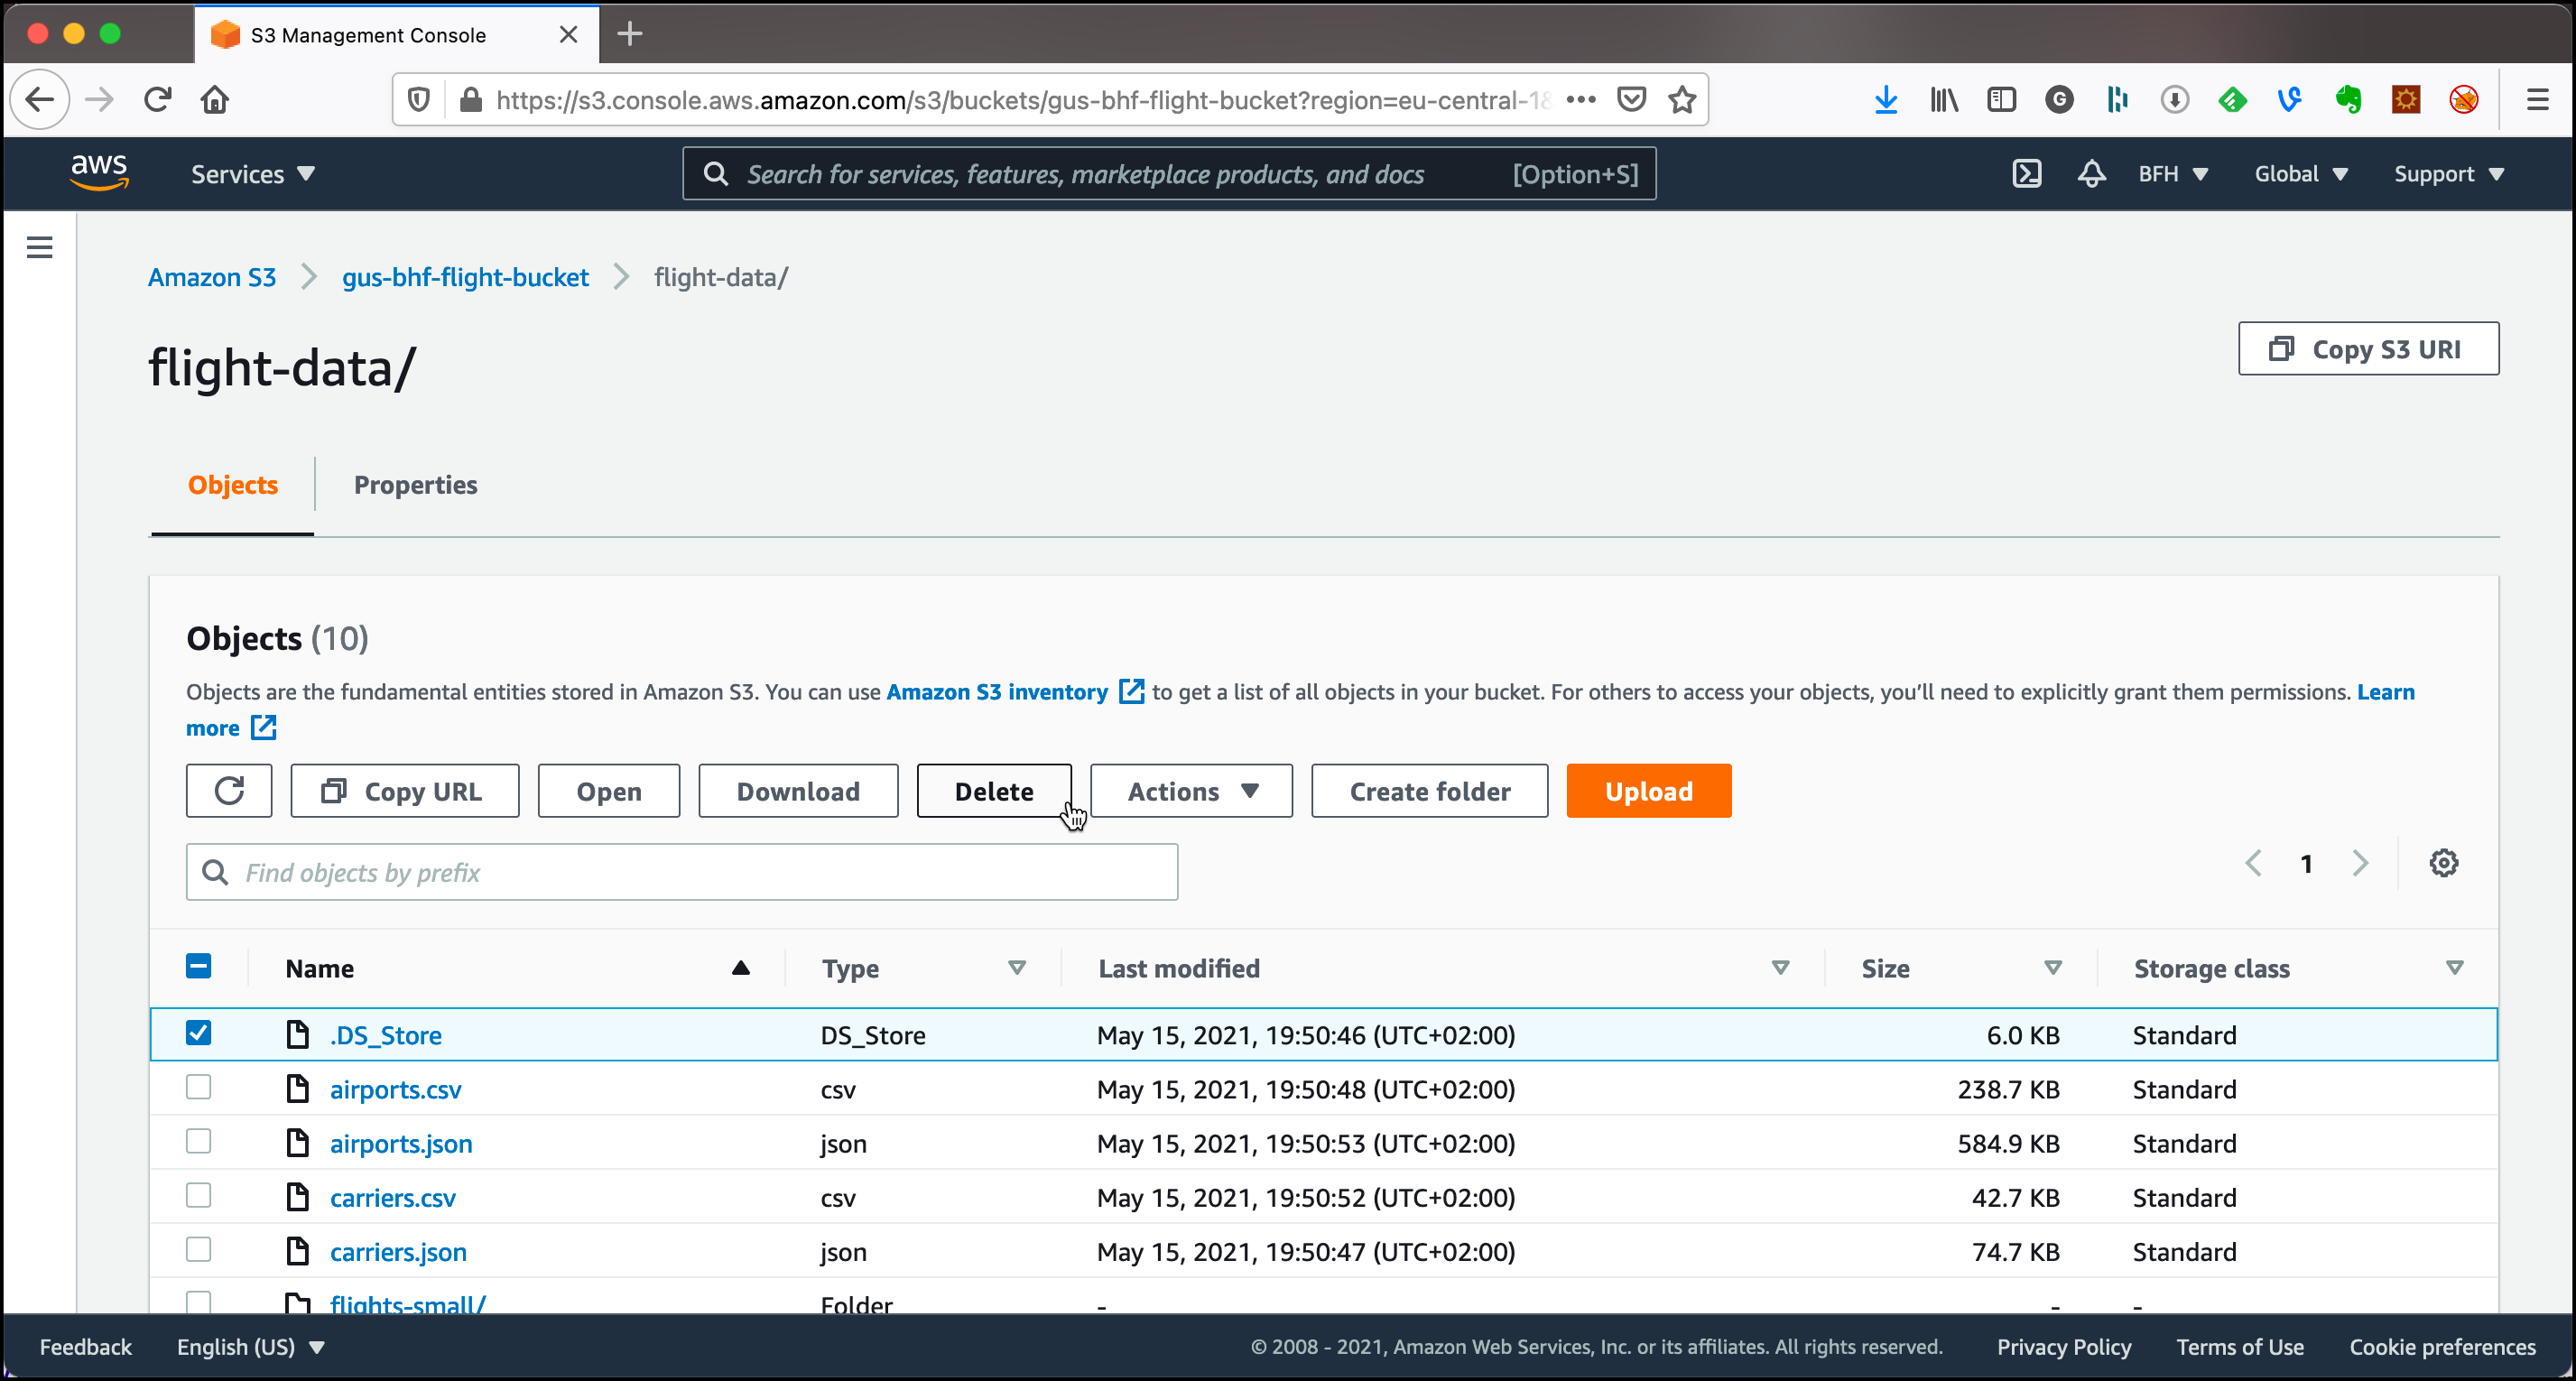 S3 Management Console
https://s3.console.aws.amazon.com/s3/buckets/gus-bhf-flight-bucket?region=eu-central-1
aws Services Search for services, features, marketplace products, and docs [Option+S] BFH Global Support
Amazon S3 gus-bhf-flight-bucket flight-data/
flight-data/
Copy S3 URI
Objects Properties
Objects (10)
Objects are the fundamental entities stored in Amazon S3. You can use Amazon S3 inventory to get a list of all objects in your bucket. For others to access your objects, you’ll need to explicitly grant them permissions. Learn
more
Copy URL Open Download Delete Actions Create folder Upload
Find objects by prefix
1
Name Type Last modified Size Storage class
.DS_Store DS_Store May 15, 2021, 19:50:46 (UTC+02:00) 6.0 KB Standard
airports.csv csv May 15, 2021, 19:50:48 (UTC+02:00) 238.7 KB Standard
airports.json json May 15, 2021, 19:50:53 (UTC+02:00) 584.9 KB Standard
carriers.csv csv May 15, 2021, 19:50:52 (UTC+02:00) 42.7 KB Standard
carriers.json json May 15, 2021, 19:50:47 (UTC+02:00) 74.7 KB Standard
flights-small/ Folder - - -
Feedback English (US) © 2008 - 2021, Amazon Web Services, Inc. or its affiliates. All rights reserved. Privacy Policy Terms of Use Cookie preferences